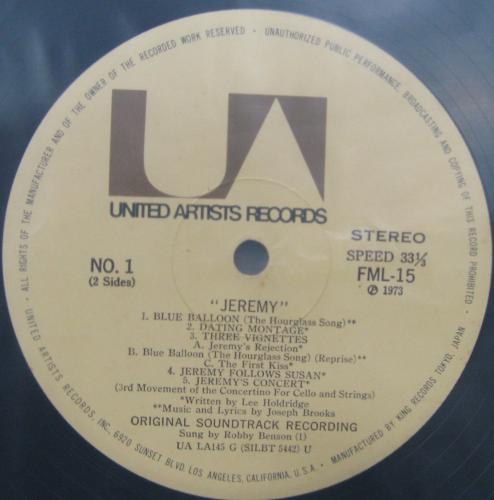 ALL RIGHTS OF THE MANUFACTURER AND OF THE OWNER OF THE RECORDED WORK RESERVED • UNAUTHORIZED PUBLIC PERFORMANCE, BROADCASTING AND COPYING OF THIS RECORD PROHIBITED •
UA
UNITED ARTISTS RECORDS
STEREO
NO. 1
SPEED 33⅓
(2 Sides)
FML-15
Ⓟ 1973
"JEREMY"
1. BLUE BALLOON (The Hourglass Song)**
2. DATING MONTAGE*
3. THREE VIGNETTES
A. Jeremy's Rejection*
B. Blue Balloon (The Hourglass Song) (Reprise)**
C. The First Kiss*
4. JEREMY FOLLOWS SUSAN*
5. JEREMY'S CONCERT*
(3rd Movement of the Concertino For Cello and Strings)
*Written by Lee Holdridge
**Music and Lyrics by Joseph Brooks
ORIGINAL SOUNDTRACK RECORDING
Sung by Robby Benson (1)
UA LA145 G (SILBT 5442) U
UNITED ARTISTS RECORDS, INC. 6920 SUNSET BLVD. LOS ANGELES, CALIFORNIA, U.S.A. • MANUFACTURED BY KING RECORDS TOKYO, JAPAN